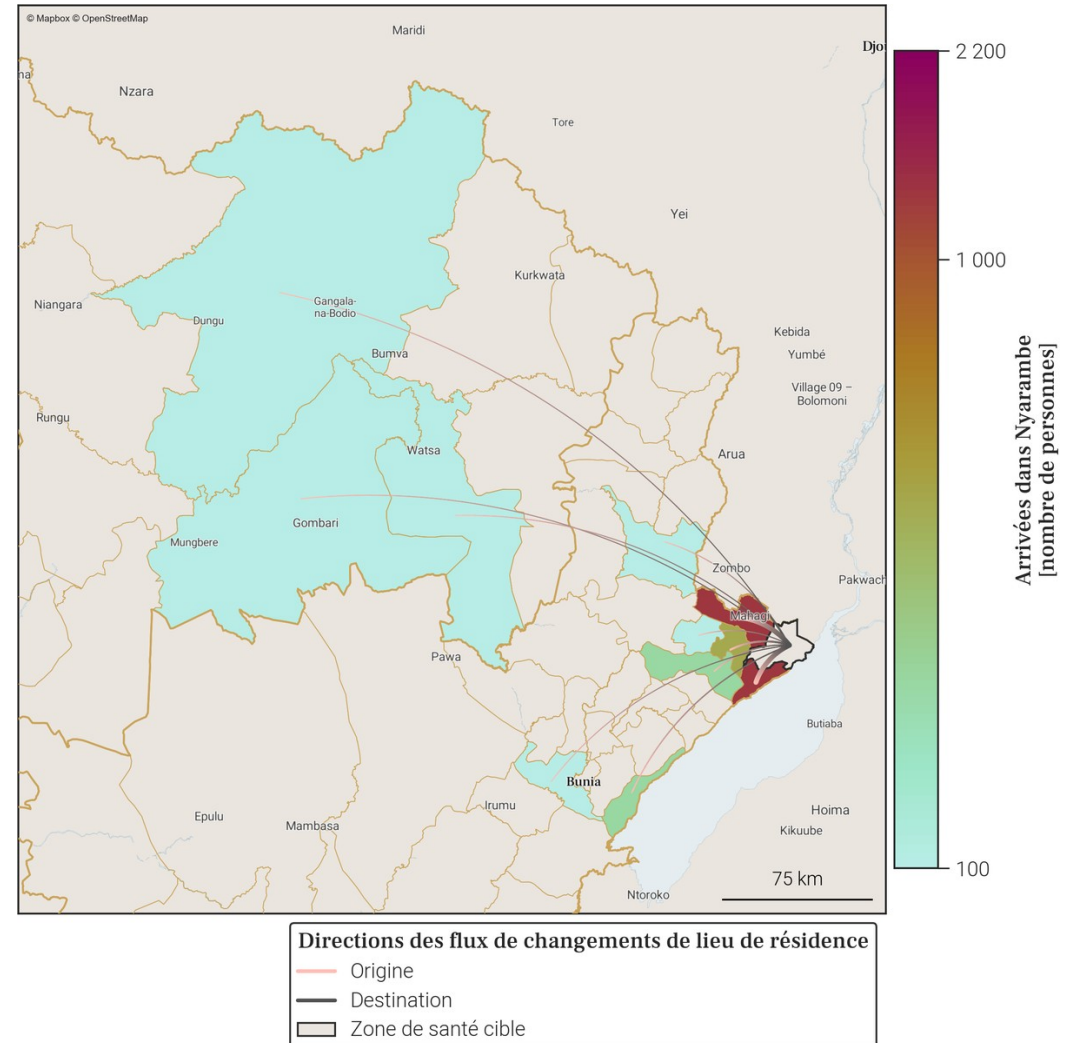 © Mapbox © OpenStreetMap
Maridi
Nzara
Tore
Yei
Kurkwata
Niangara
Gangala-
na-Bodio
Dungu
Kebida
Yumbé
Bumva
Village 09 –
Bolomoni
Rungu
Watsa
Arua
Gombari
Mungbere
Zombo
Pakwach
Mahagi
Pawa
Butiaba
Bunia
Irumu
Epulu
Mambasa
Hoima
Kikuube
75 km
Ntoroko
2 200
1 000
100
Arrivées dans Nyarambe
[nombre de personnes]
Directions des flux de changements de lieu de résidence
Origine
Destination
Zone de santé cible